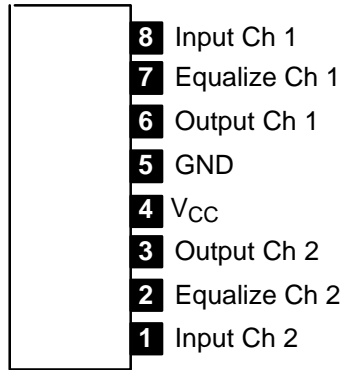 8 Input Ch 1
7 Equalize Ch 1
6 Output Ch 1
5 GND
4 VCC
3 Output Ch 2
2 Equalize Ch 2
1 Input Ch 2